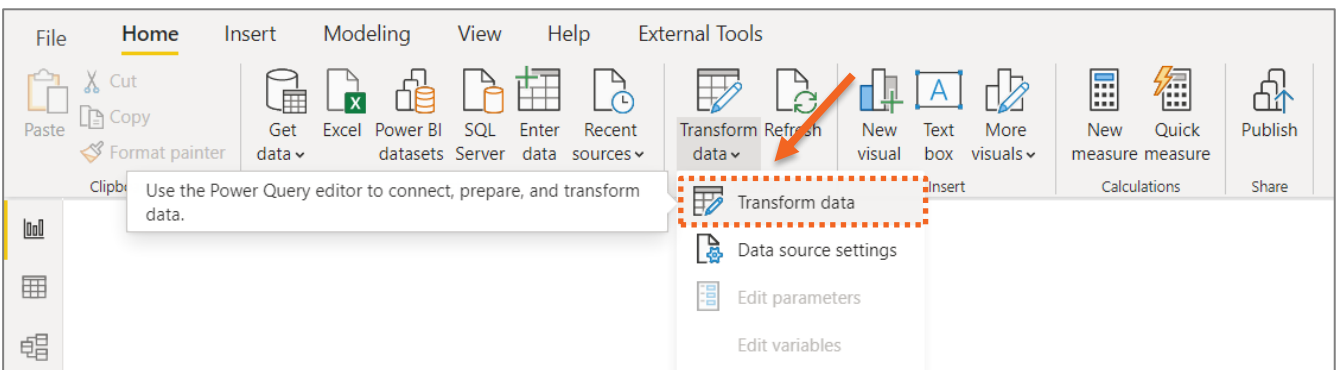 File Home Insert Modeling View Help External Tools
Cut
Copy
Format painter
Paste
Get data
Excel
Power BI datasets
SQL Server
Enter data
Recent sources
Transform data
Refresh
New visual
Text box
More visuals
New measure
Quick measure
Publish
Insert
Calculations
Share
Use the Power Query editor to connect, prepare, and transform
data.
Transform data
Data source settings
Edit parameters
Edit variables